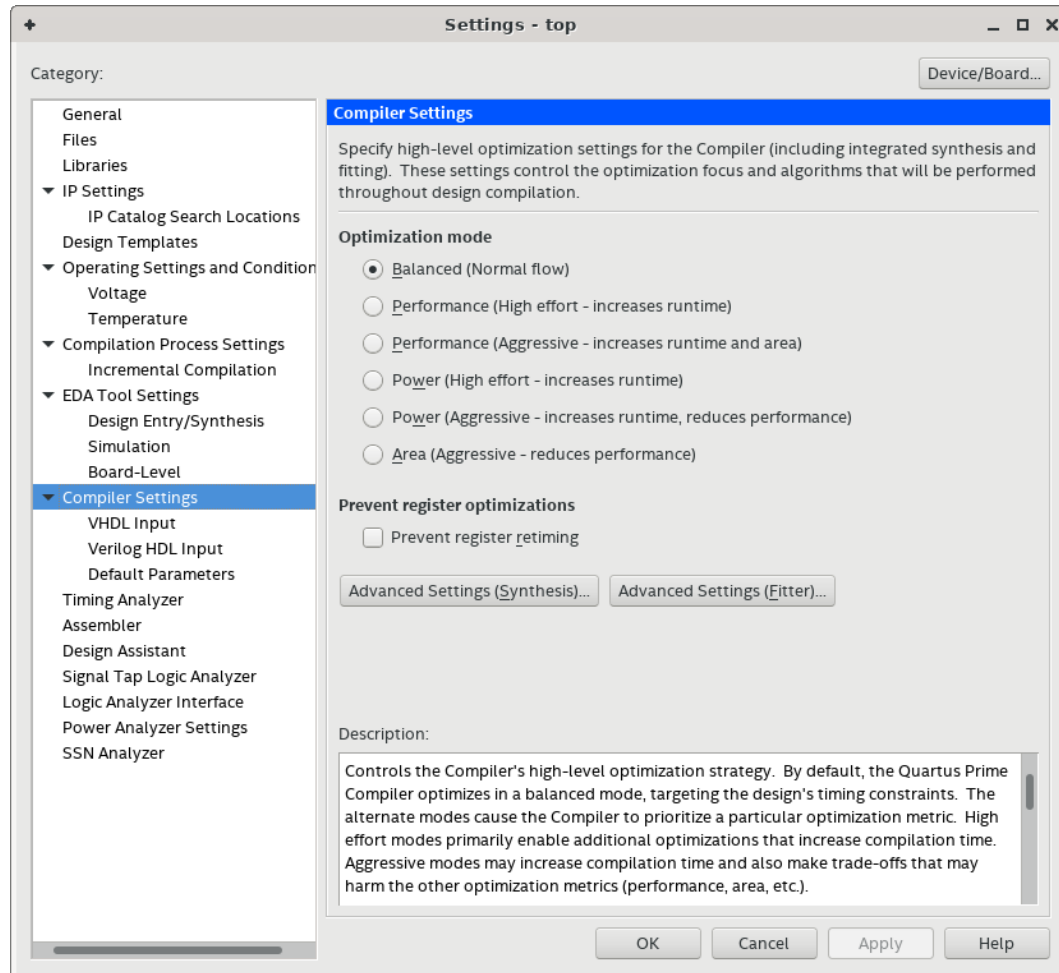 Settings - top
Category:
Device/Board...
General
Files
Libraries
IP Settings
IP Catalog Search Locations
Design Templates
Operating Settings and Condition
Voltage
Temperature
Compilation Process Settings
Incremental Compilation
EDA Tool Settings
Design Entry/Synthesis
Simulation
Board-Level
Compiler Settings
VHDL Input
Verilog HDL Input
Default Parameters
Timing Analyzer
Assembler
Design Assistant
Signal Tap Logic Analyzer
Logic Analyzer Interface
Power Analyzer Settings
SSN Analyzer
Compiler Settings
Specify high-level optimization settings for the Compiler (including integrated synthesis and
fitting). These settings control the optimization focus and algorithms that will be performed
throughout design compilation.
Optimization mode
Balanced (Normal flow)
Performance (High effort - increases runtime)
Performance (Aggressive - increases runtime and area)
Power (High effort - increases runtime)
Power (Aggressive - increases runtime, reduces performance)
Area (Aggressive - reduces performance)
Prevent register optimizations
Prevent register retiming
Advanced Settings (Synthesis)...
Advanced Settings (Fitter)...
Description:
Controls the Compiler's high-level optimization strategy. By default, the Quartus Prime
Compiler optimizes in a balanced mode, targeting the design's timing constraints. The
alternate modes cause the Compiler to prioritize a particular optimization metric. High
effort modes primarily enable additional optimizations that increase compilation time.
Aggressive modes may increase compilation time and also make trade-offs that may
harm the other optimization metrics (performance, area, etc.).
OK
Cancel
Apply
Help